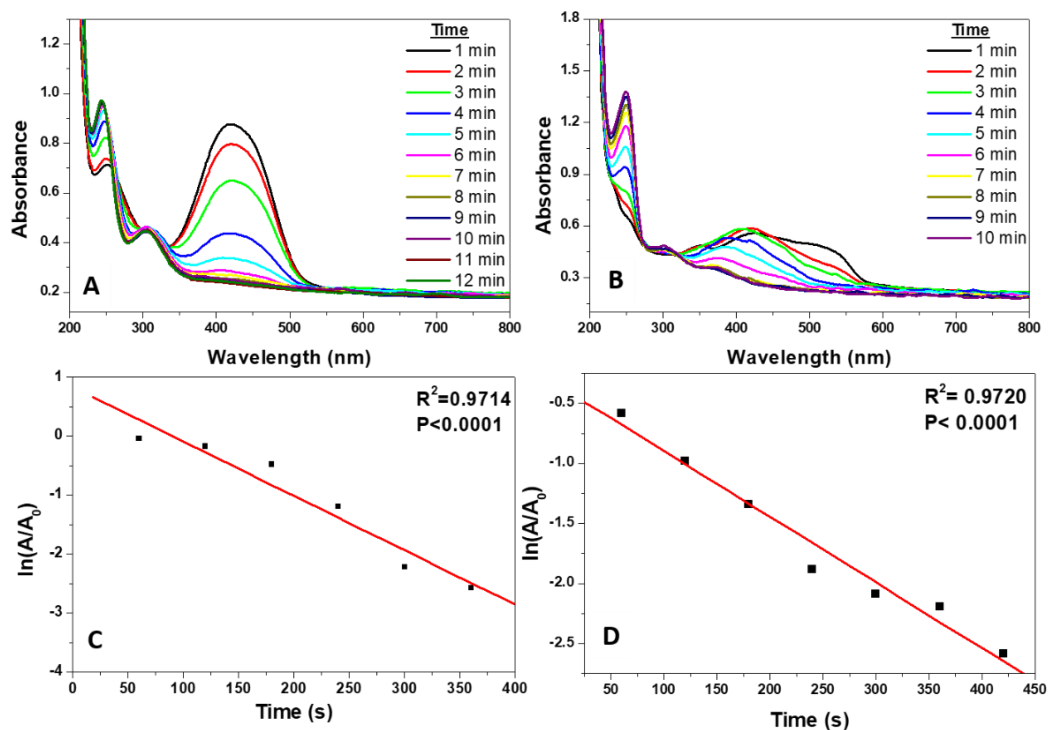 Time
1 min
2 min
3 min
4 min
5 min
6 min
7 min
8 min
9 min
10 min
11 min
12 min
1.2
1.0
0.8
0.6
0.4
0.2
Absorbance
A
200 300 400 500 600 700 800
Wavelength (nm)
Time
1 min
2 min
3 min
4 min
5 min
6 min
7 min
8 min
9 min
10 min
1.8
1.5
1.2
0.9
0.6
0.3
Absorbance
B
200 300 400 500 600 700 800
Wavelength (nm)
R²=0.9714
P<0.0001
1
0
-1
-2
-3
-4
ln(A/A₀)
C
0 50 100 150 200 250 300 350 400
Time (s)
R²= 0.9720
P< 0.0001
-0.5
-1.0
-1.5
-2.0
-2.5
ln(A/A₀)
D
50 100 150 200 250 300 350 400 450
Time (s)